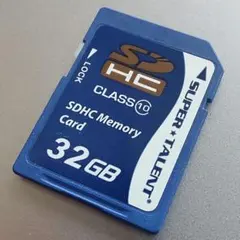 LOCK
SD
HC
CLASS 10
SDHC Memory
Card
32GB
SUPER★TALENT